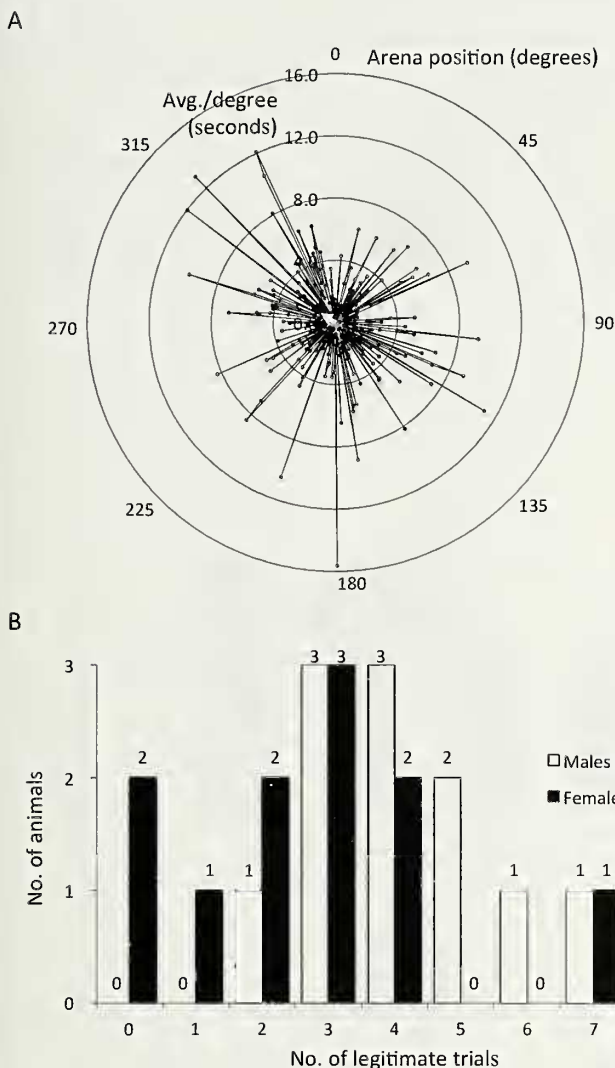 A
0
Arena position (degrees)
16.0
Avg./degree
(seconds)
12.0
315
45
8.0
270
90
225
135
180
B
3
2
1
0
No. of animals
0 2
0 1
1 2
3 3
3 2
2 0
1 0
1 1
Males
Female
0 1 2 3 4 5 6 7
No. of legitimate trials